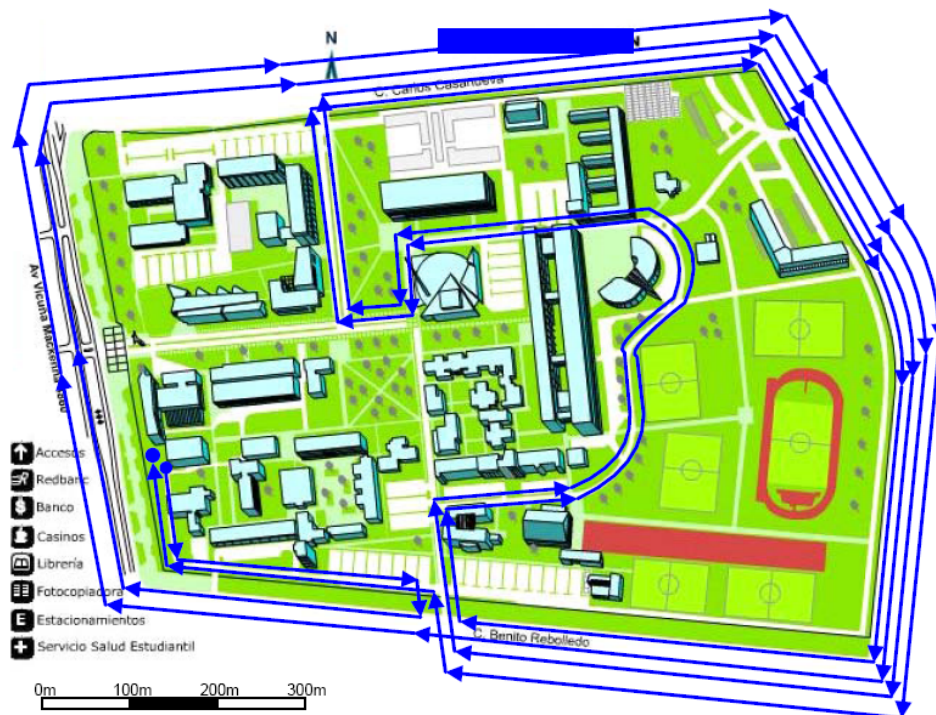 N
C. Carlos Casanueva
Av Vicuña Mackenna 4860
Accesos
Redbanc
$ Banco
Casinos
Librería
Fotocopiadora
E Estacionamientos
Servicio Salud Estudiantil
C. Benito Rebolledo
0m 100m 200m 300m